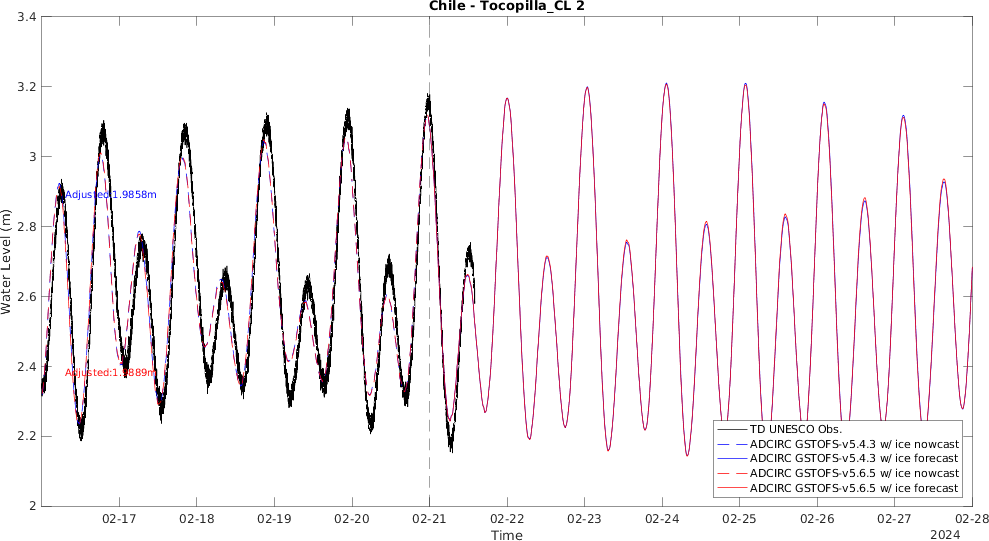 Chile - Tocopilla_CL 2
3.4
3.2
3
2.8
2.6
2.4
2.2
2
Water Level (m)
Adjusted:1.9858m
Adjusted:1.9889m
TD UNESCO Obs.
ADCIRC GSTOFS-v5.4.3 w/ ice nowcast
ADCIRC GSTOFS-v5.4.3 w/ ice forecast
ADCIRC GSTOFS-v5.6.5 w/ ice nowcast
ADCIRC GSTOFS-v5.6.5 w/ ice forecast
02-17 02-18 02-19 02-20 02-21 02-22 02-23 02-24 02-25 02-26 02-27 02-28
Time
2024